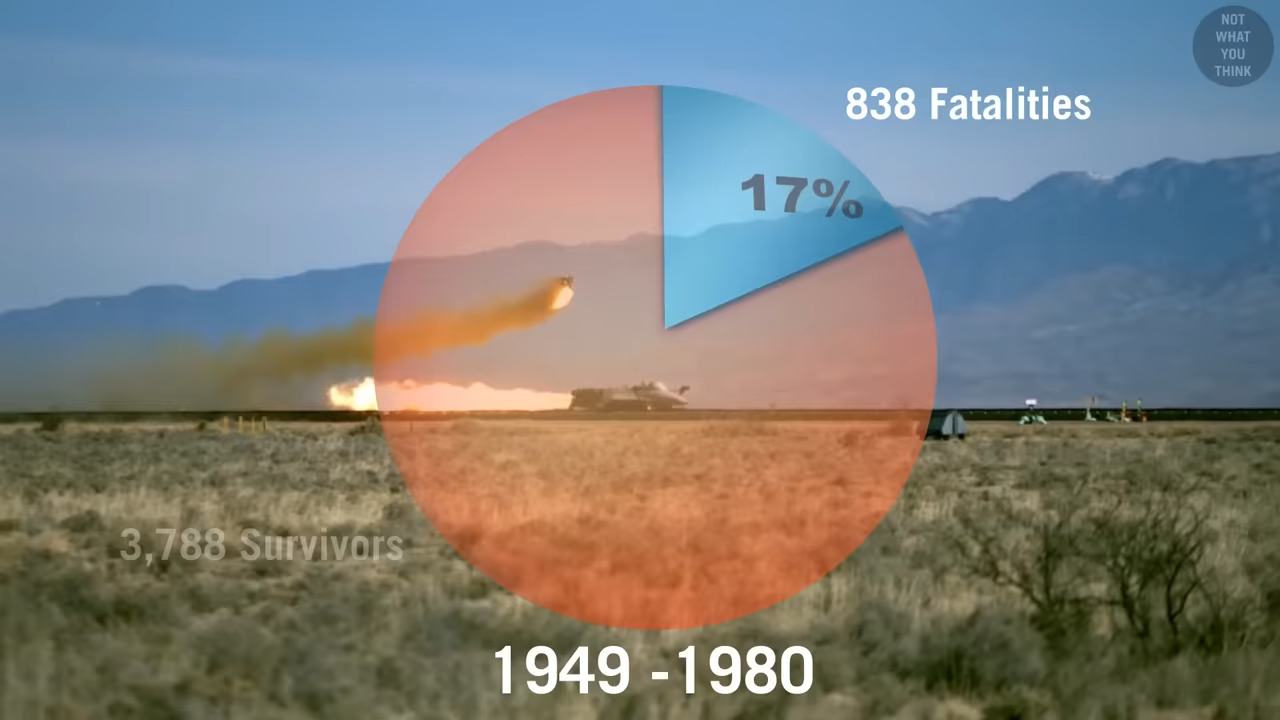 NOT
WHAT
YOU
THINK
838 Fatalities
17%
3,788 Survivors
1949 -1980